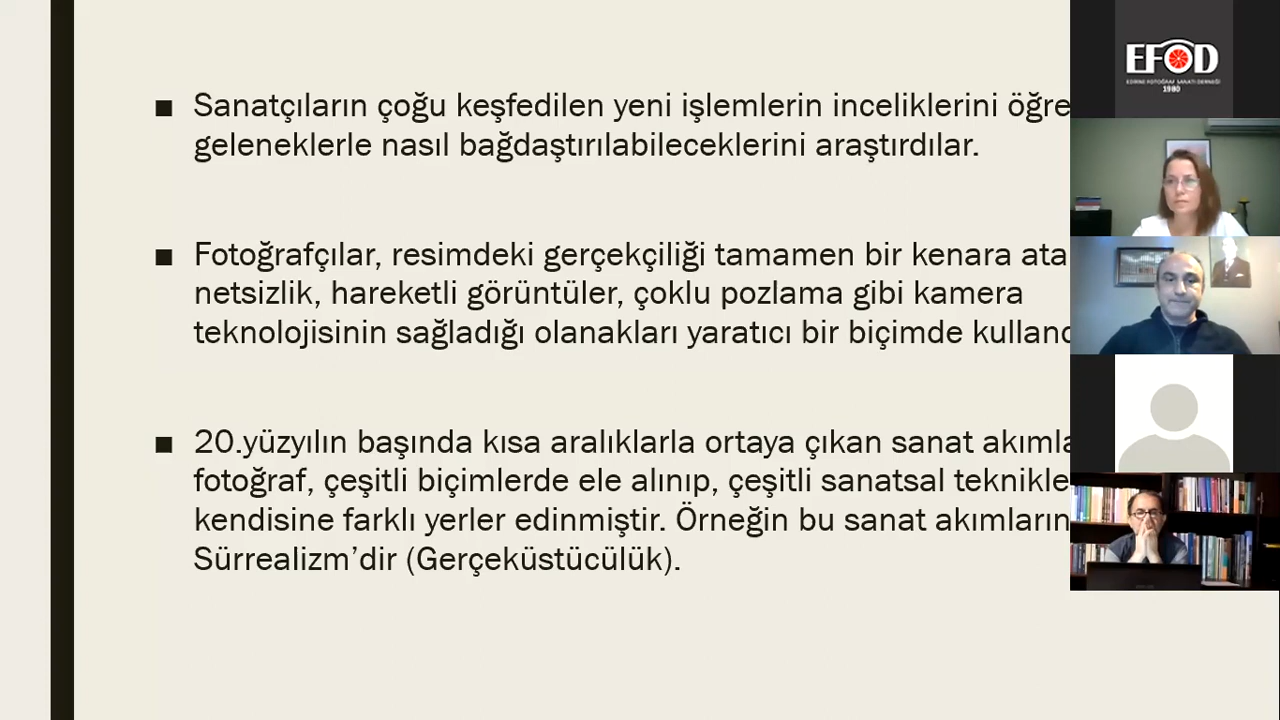 ■ Sanatçıların çoğu keşfedilen yeni işlemlerin inceliklerini öğre
geleneklerle nasıl bağdaştırılabileceklerini araştırdılar.
■ Fotoğrafçılar, resimdeki gerçekçiliği tamamen bir kenara ata
netsizlik, hareketli görüntüler, çoklu pozlama gibi kamera
teknolojisinin sağladığı olanakları yaratıcı bir biçimde kulland
■ 20.yüzyılın başında kısa aralıklarla ortaya çıkan sanat akımla
fotoğraf, çeşitli biçimlerde ele alınıp, çeşitli sanatsal teknikle
kendisine farklı yerler edinmiştir. Örneğin bu sanat akımların
Sürrealizm’dir (Gerçeküstücülük).
EFOD
EDİRNE FOTOĞRAF SANATI DERNEĞİ
1980